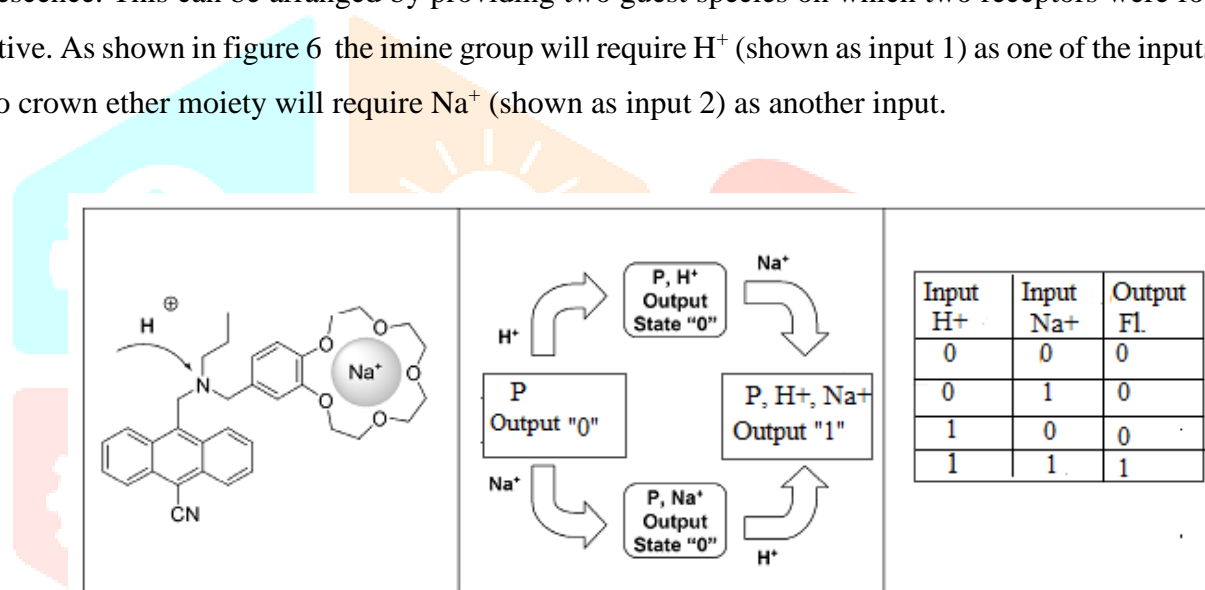 escence. This can be arranged by providing two guest species on which two receptors were fo
tive. As shown in figure 6 the imine group will require H⁺ (shown as input 1) as one of the inputs
o crown ether moiety will require Na⁺ (shown as input 2) as another input.
H ⊕
N
O
O
O
O
O
Na⁺
CN
H⁺
P, H⁺
Output
State "0"
Na⁺
P
Output "0"
P, H+, Na+
Output "1"
Na⁺
P, Na⁺
Output
State "0"
H⁺
Input H+ Input Na+ Output Fl.
0 0 0
0 1 0
1 0 0
1 1 1